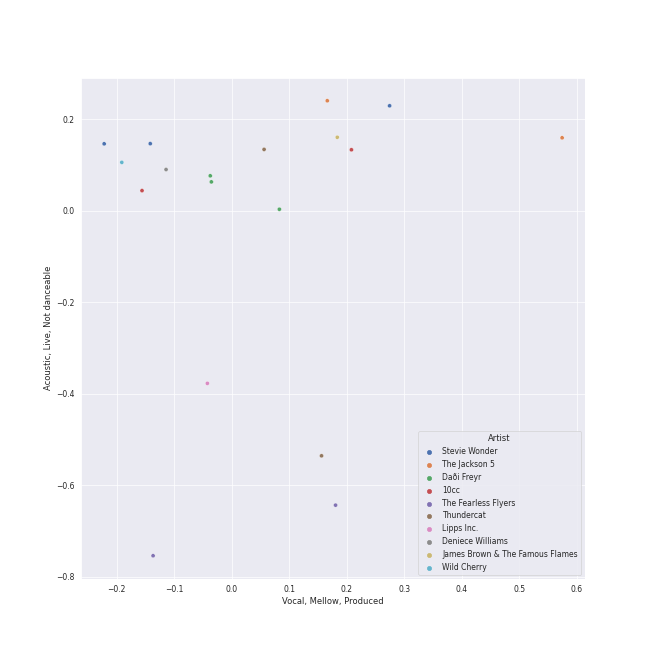 0.2
0.0
−0.2
−0.4
−0.6
−0.8
Acoustic, Live, Not danceable
−0.2
−0.1
0.0
0.1
0.2
0.3
0.4
0.5
0.6
Vocal, Mellow, Produced
Artist
Stevie Wonder
The Jackson 5
Daði Freyr
10cc
The Fearless Flyers
Thundercat
Lipps Inc.
Deniece Williams
James Brown & The Famous Flames
Wild Cherry